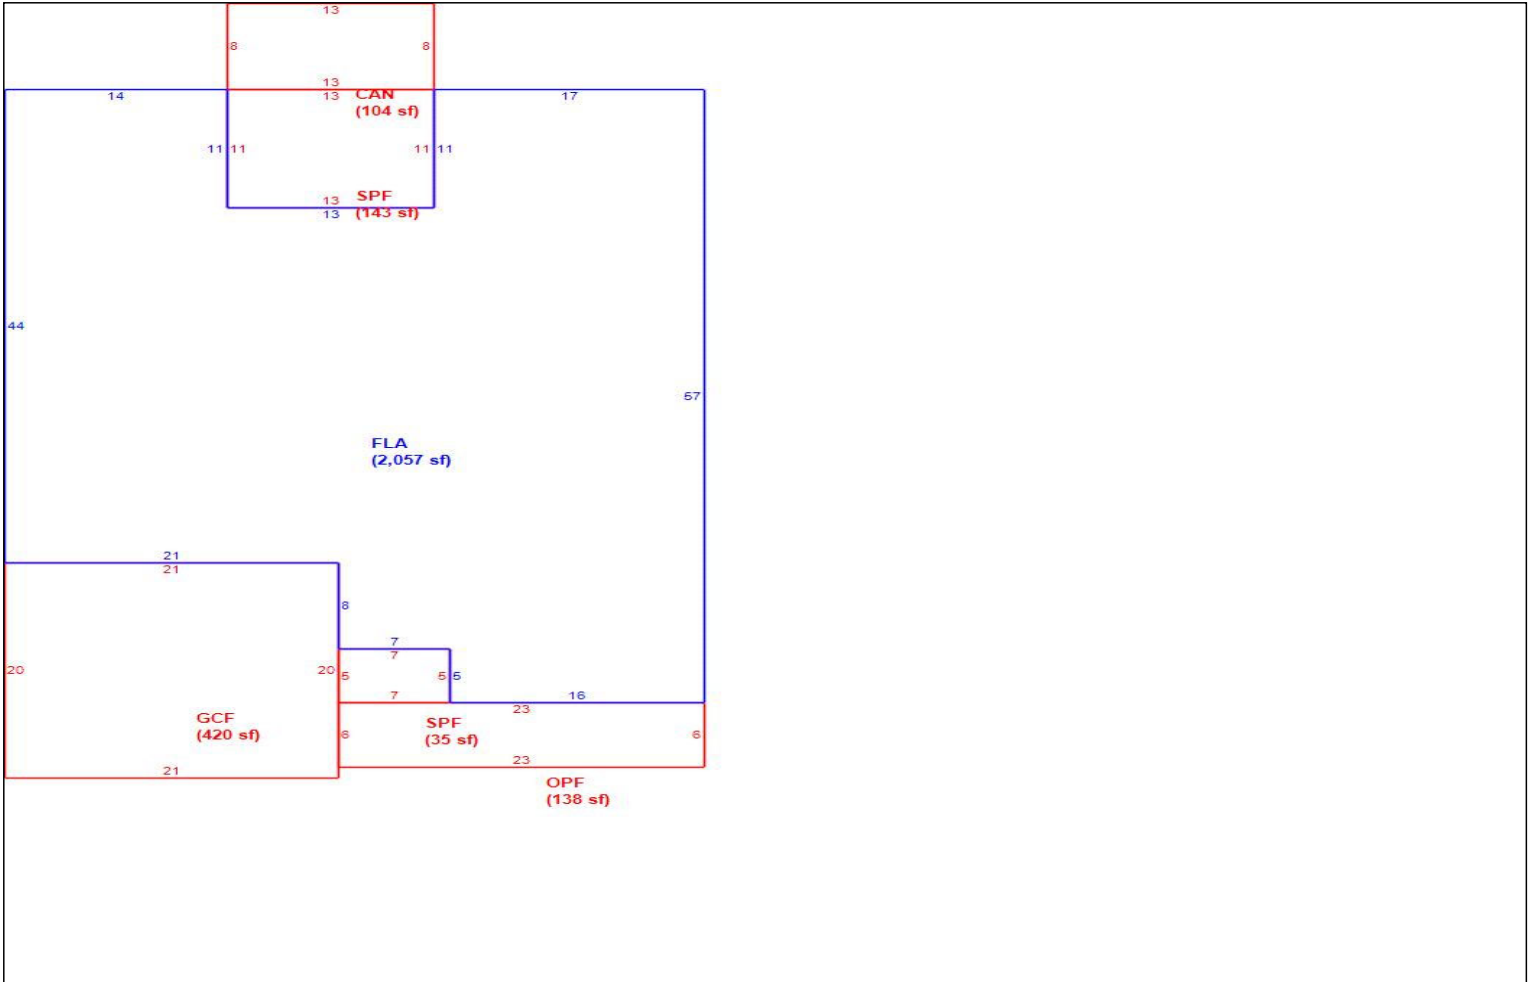 13
8 8
13
14 13 CAN 17
(104 sf)
11 11 11 11
13 SPF
13 (143 sf)
44
57
FLA
(2,057 sf)
21
21
8
7
7
20 20 5 5 5
7 16
23
GCF SPF
(420 sf) 6 (35 sf) 6
23
21
OPF
(138 sf)